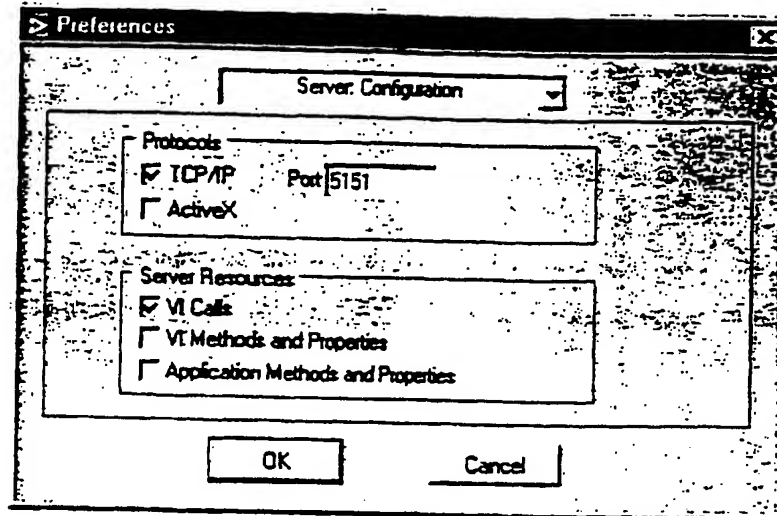 Preferences
Server: Configuration
Protocols
TCP/IP Port 5151
ActiveX
Server Resources
VI Calls
VI Methods and Properties
Application Methods and Properties
OK Cancel